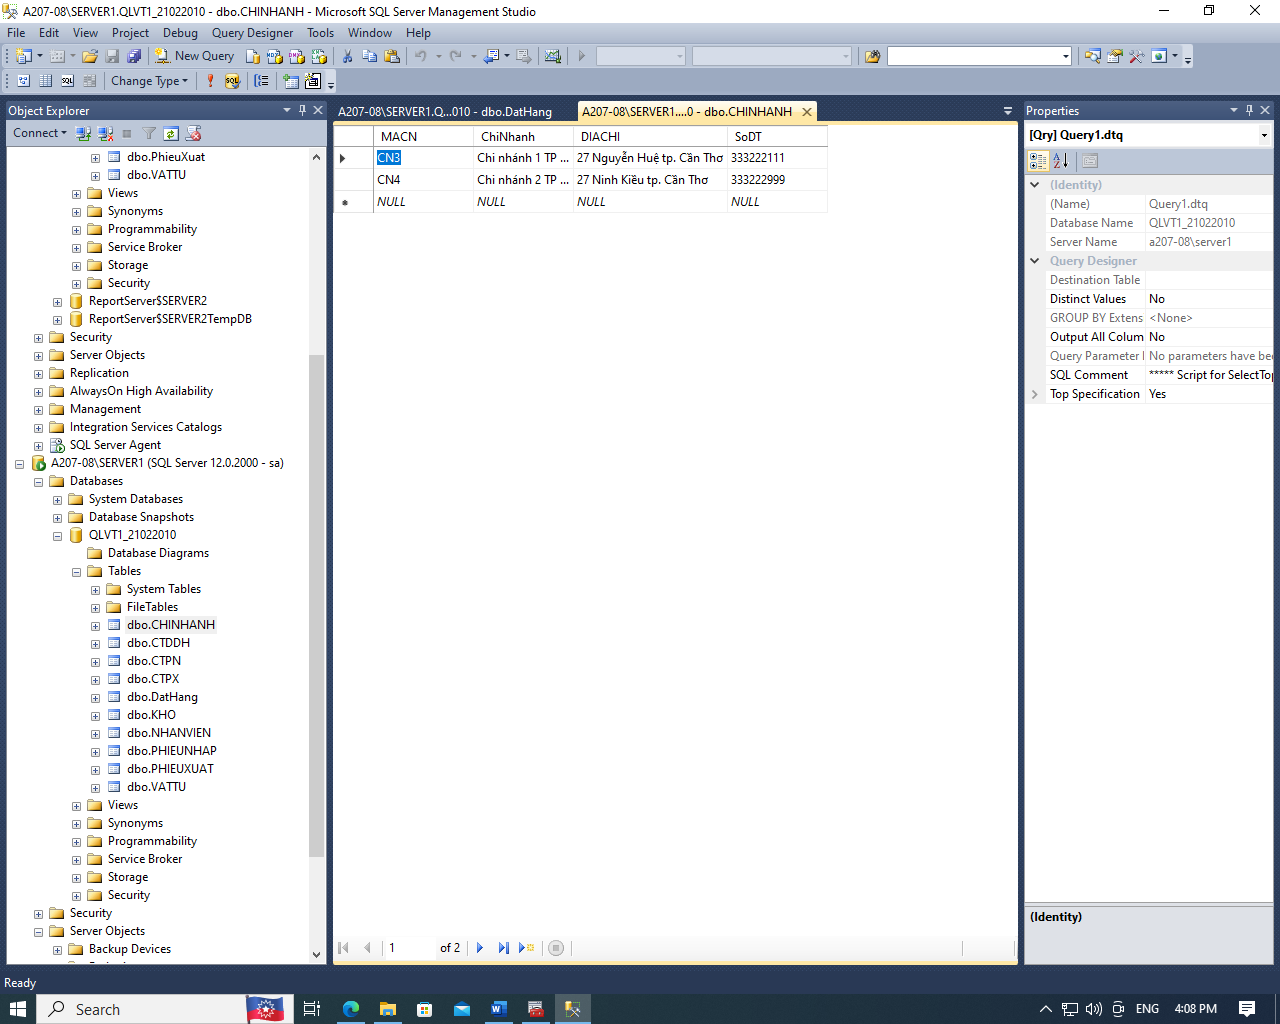 A207-08\SERVER1.QLVT1_21022010 - dbo.CHINHANH - Microsoft SQL Server Management Studio
File Edit View Project Debug Query Designer Tools Window Help
New Query
Change Type
Object Explorer
Connect
dbo.PhieuXuat
dbo.VATTU
Views
Synonyms
Programmability
Service Broker
Storage
Security
ReportServer$SERVER2
ReportServer$SERVER2TempDB
Security
Server Objects
Replication
AlwaysOn High Availability
Management
Integration Services Catalogs
SQL Server Agent
A207-08\SERVER1 (SQL Server 12.0.2000 - sa)
Databases
System Databases
Database Snapshots
QLVT1_21022010
Database Diagrams
Tables
System Tables
FileTables
dbo.CHINHANH
dbo.CTDDH
dbo.CTPN
dbo.CTPX
dbo.DatHang
dbo.KHO
dbo.NHANVIEN
dbo.PHIEUNHAP
dbo.PHIEUXUAT
dbo.VATTU
Views
Synonyms
Programmability
Service Broker
Storage
Security
Security
Server Objects
Backup Devices
A207-08\SERVER1.Q...010 - dbo.DatHang A207-08\SERVER1....0 - dbo.CHINHANH
MACN ChiNhanh DIACHI SoDT
CN3 Chi nhánh 1 TP ... 27 Nguyễn Huệ tp. Cần Thơ 333222111
CN4 Chi nhánh 2 TP ... 27 Ninh Kiều tp. Cần Thơ 333222999
NULL NULL NULL NULL
1 of 2
Properties
[Qry] Query1.dtq
(Identity)
(Name) Query1.dtq
Database Name QLVT1_21022010
Server Name a207-08\server1
Query Designer
Destination Table
Distinct Values No
GROUP BY Extens <None>
Output All Colum No
Query Parameter No parameters have bee
SQL Comment ***** Script for SelectTop
Top Specification Yes
(Identity)
Ready
Search
ENG 4:08 PM